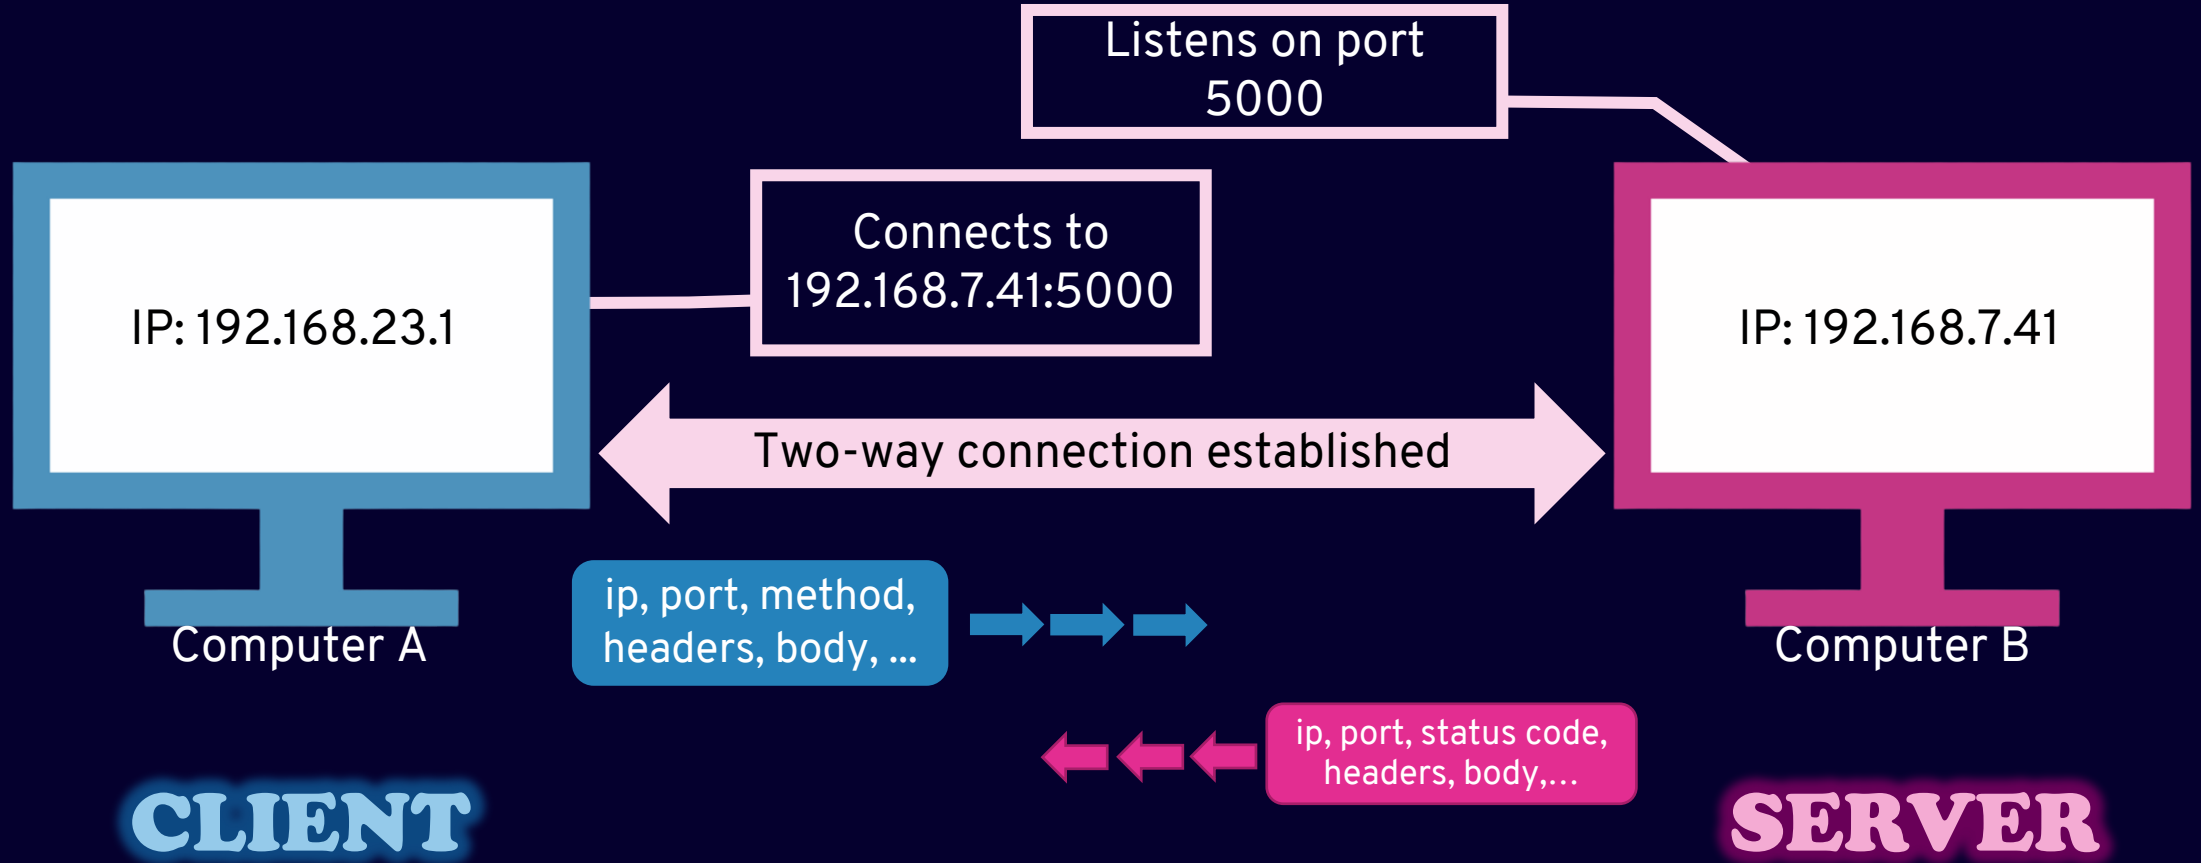 Listens on port
5000
Connects to
192.168.7.41:5000
IP: 192.168.23.1
IP: 192.168.7.41
Two-way connection established
ip, port, method,
headers, body, ...
Computer A
Computer B
ip, port, status code,
headers, body,...
CLIENT
SERVER